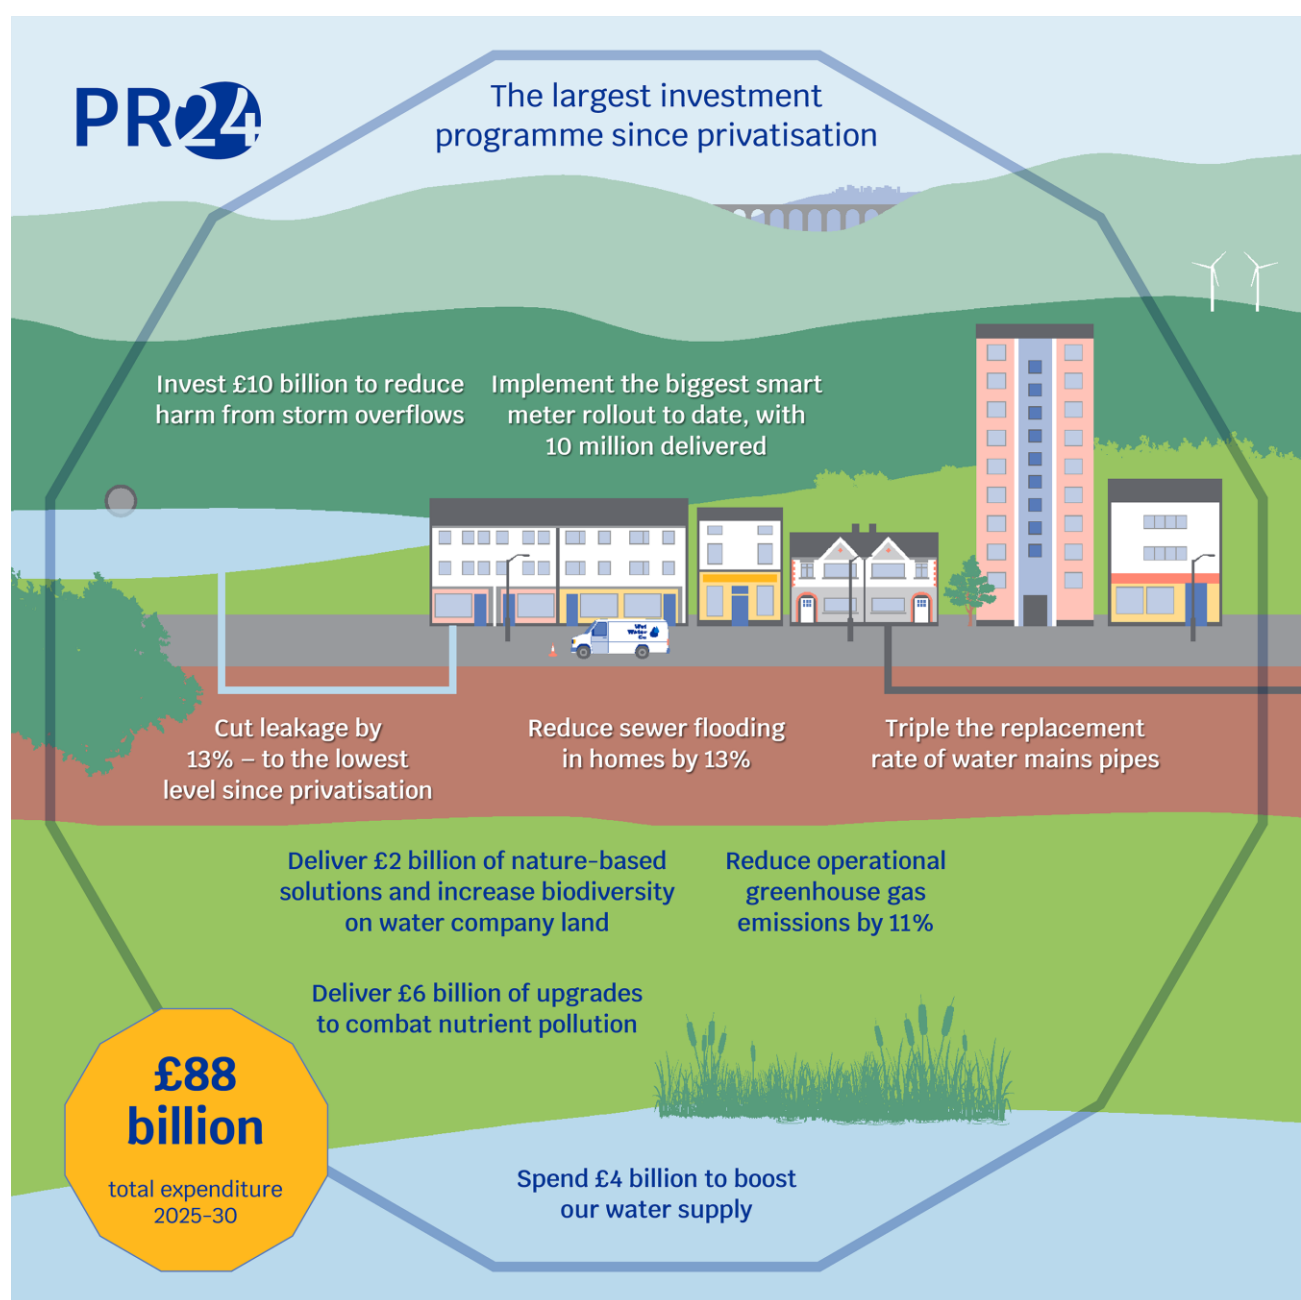 PR24
The largest investment
programme since privatisation
Invest £10 billion to reduce
harm from storm overflows
Implement the biggest smart
meter rollout to date, with
10 million delivered
Wet
Water
Co
Cut leakage by
13% – to the lowest
level since privatisation
Reduce sewer flooding
in homes by 13%
Triple the replacement
rate of water mains pipes
Deliver £2 billion of nature-based
solutions and increase biodiversity
on water company land
Reduce operational
greenhouse gas
emissions by 11%
Deliver £6 billion of upgrades
to combat nutrient pollution
£88
billion
total expenditure
2025-30
Spend £4 billion to boost
our water supply